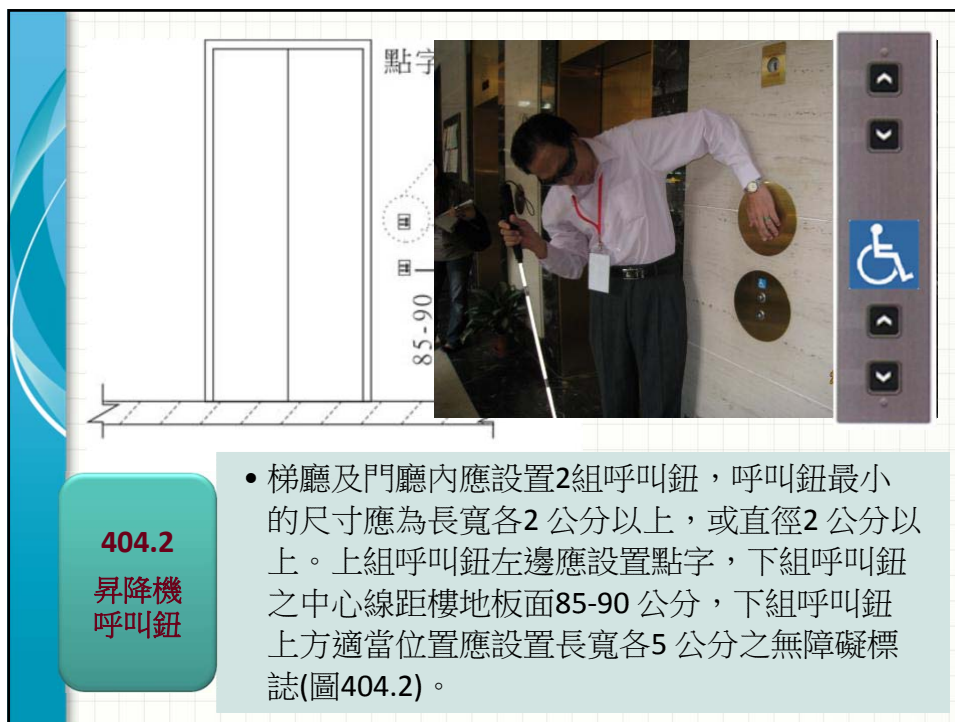 點字
85-90
404.2
昇降機
呼叫鈕
• 梯廳及門廳內應設置2組呼叫鈕，呼叫鈕最小
的尺寸應為長寬各2 公分以上，或直徑2 公分以
上。上組呼叫鈕左邊應設置點字，下組呼叫鈕
之中心線距樓地板面85-90 公分，下組呼叫鈕
上方適當位置應設置長寬各5 公分之無障礙標
誌(圖404.2)。